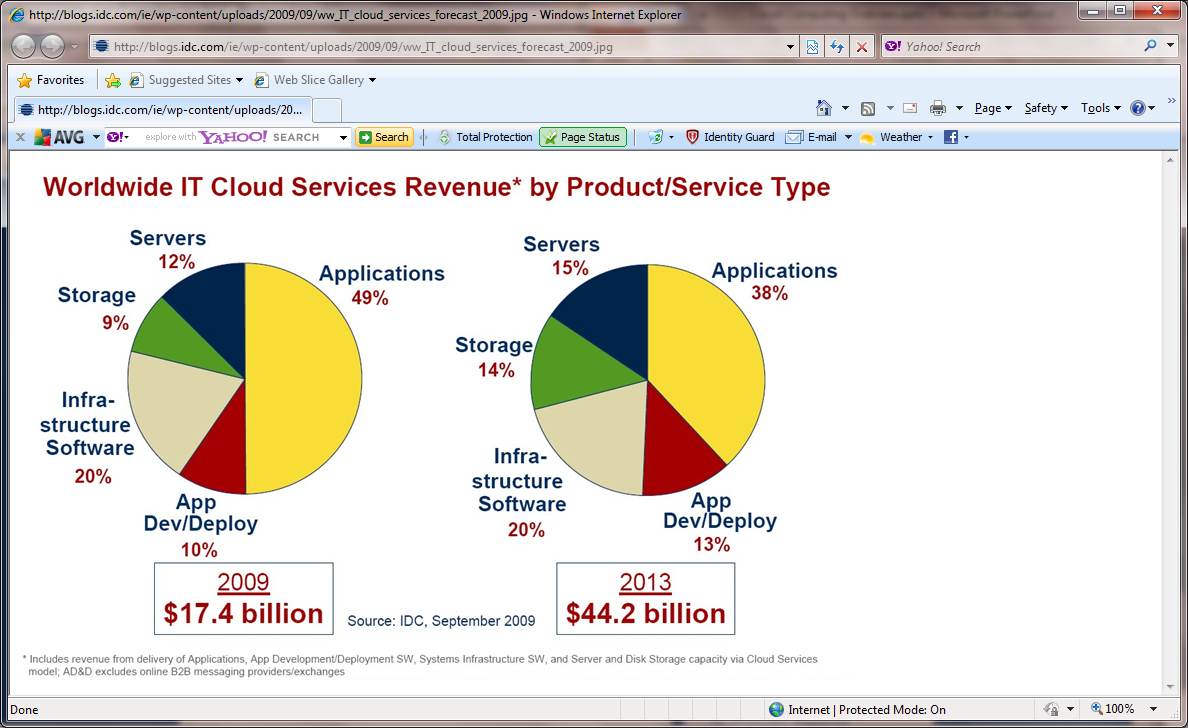 http://blogs.idc.com/ie/wp-content/uploads/2009/09/ww_IT_cloud_services_forecast_2009.jpg - Windows Internet Explorer
http://blogs.idc.com/ie/wp-content/uploads/2009/09/ww_IT_cloud_services_forecast_2009.jpg
Yahoo! Search
Favorites Suggested Sites Web Slice Gallery
http://blogs.idc.com/ie/wp-content/uploads/20...
Page Safety Tools
AVG Y! explore with YAHOO! SEARCH Search Total Protection Page Status Identity Guard E-mail Weather
Worldwide IT Cloud Services Revenue* by Product/Service Type
Servers
12%
Applications
49%
Storage
9%
Infra-
structure
Software
20%
App
Dev/Deploy
10%
2009
$17.4 billion
Servers
15%
Applications
38%
Storage
14%
Infra-
structure
Software
20%
App
Dev/Deploy
13%
2013
$44.2 billion
Source: IDC, September 2009
* Includes revenue from delivery of Applications, App Development/Deployment SW, Systems Infrastructure SW, and Server and Disk Storage capacity via Cloud Services
model; AD&D excludes online B2B messaging providers/exchanges
Done Internet | Protected Mode: On 100%